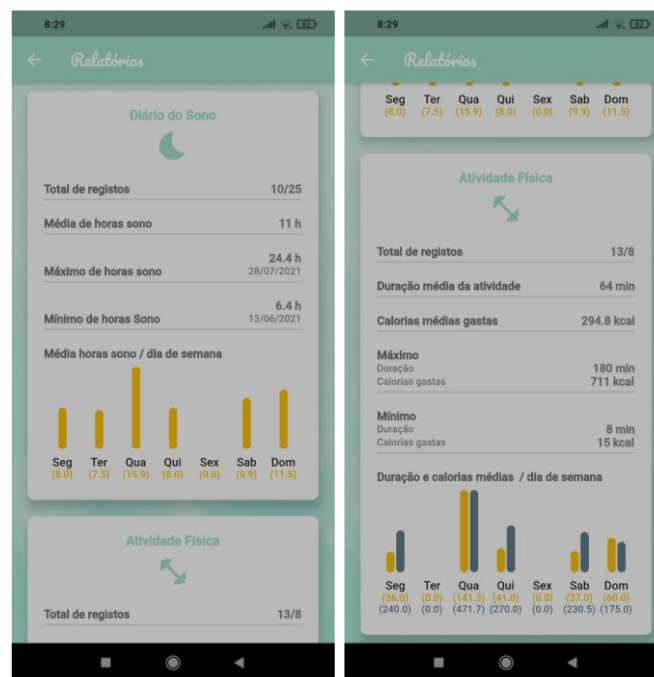 8:29
82
Relatórios
Diário do Sono
Total de registos 10/25
Média de horas sono 11 h
24.4 h
Máximo de horas sono 28/07/2021
6.4 h
Mínimo de horas Sono 13/06/2021
Média horas sono / dia de semana
Seg Ter Qua Qui Sex Sab Dom
(8.0) (7.5) (15.9) (8.0) (0.0) (9.9) (11.5)
Atividade Física
Total de registos 13/8
8:29
82
Relatórios
Seg Ter Qua Qui Sex Sab Dom
(8.0) (7.5) (15.9) (8.0) (0.0) (9.9) (11.5)
Atividade Física
Total de registos 13/8
Duração média da atividade 64 min
Calorias médias gastas 294.8 kcal
Máximo
Duração 180 min
Calorias gastas 711 kcal
Mínimo
Duração 8 min
Calorias gastas 15 kcal
Duração e calorias médias / dia de semana
Seg Ter Qua Qui Sex Sab Dom
(36.0) (0.0) (141.3) (41.0) (0.0) (37.0) (60.0)
(240.0) (0.0) (471.7) (270.0) (0.0) (230.5) (175.0)